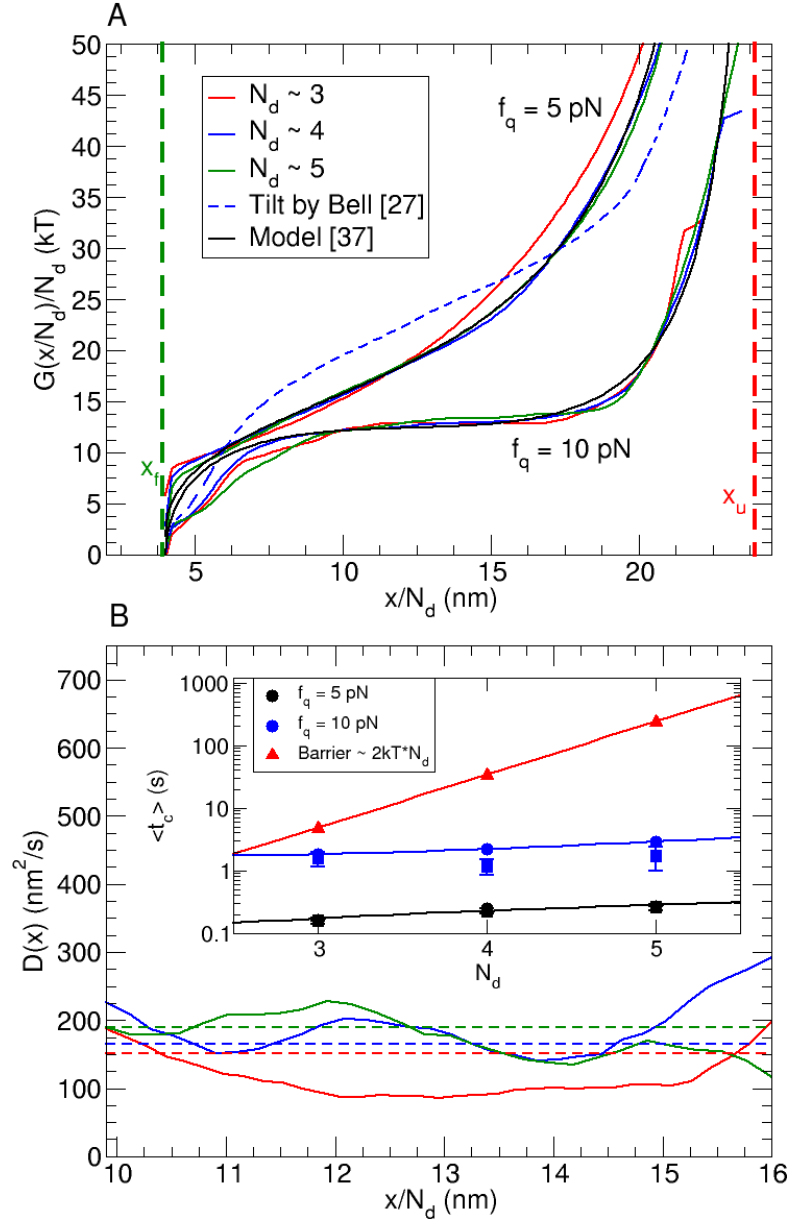 A
50
45
40
35
30
25
20
15
10
5
0
G(x/N_d)/N_d (kT)
N_d ~ 3
N_d ~ 4
N_d ~ 5
Tilt by Bell [27]
Model [37]
f_q = 5 pN
f_q = 10 pN
x_f
x_u
5 10 15 20
x/N_d (nm)
B
700
600
500
400
300
200
100
0
D(x) (nm²/s)
1000
100
10
1
0.1
<t_c> (s)
f_q = 5 pN
f_q = 10 pN
Barrier ~ 2kT*N_d
3 4 5
N_d
10 11 12 13 14 15 16
x/N_d (nm)